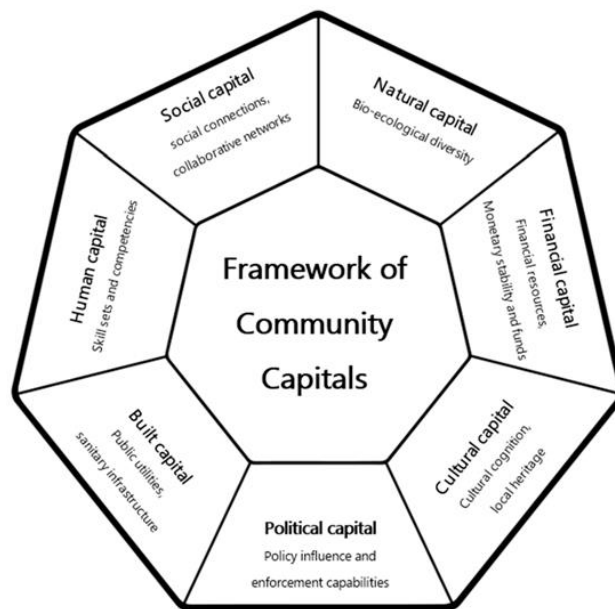 Social capital
social connections,
collaborative networks
Natural capital
Bio-ecological diversity
Financial capital
Financial resources,
Monetary stability and funds
Cultural capital
Cultural cognition,
local heritage
Political capital
Policy influence and
enforcement capabilities
Built capital
Public utilities,
sanitary infrastructure
Human capital
Skill sets and competencies
Framework of
Community
Capitals